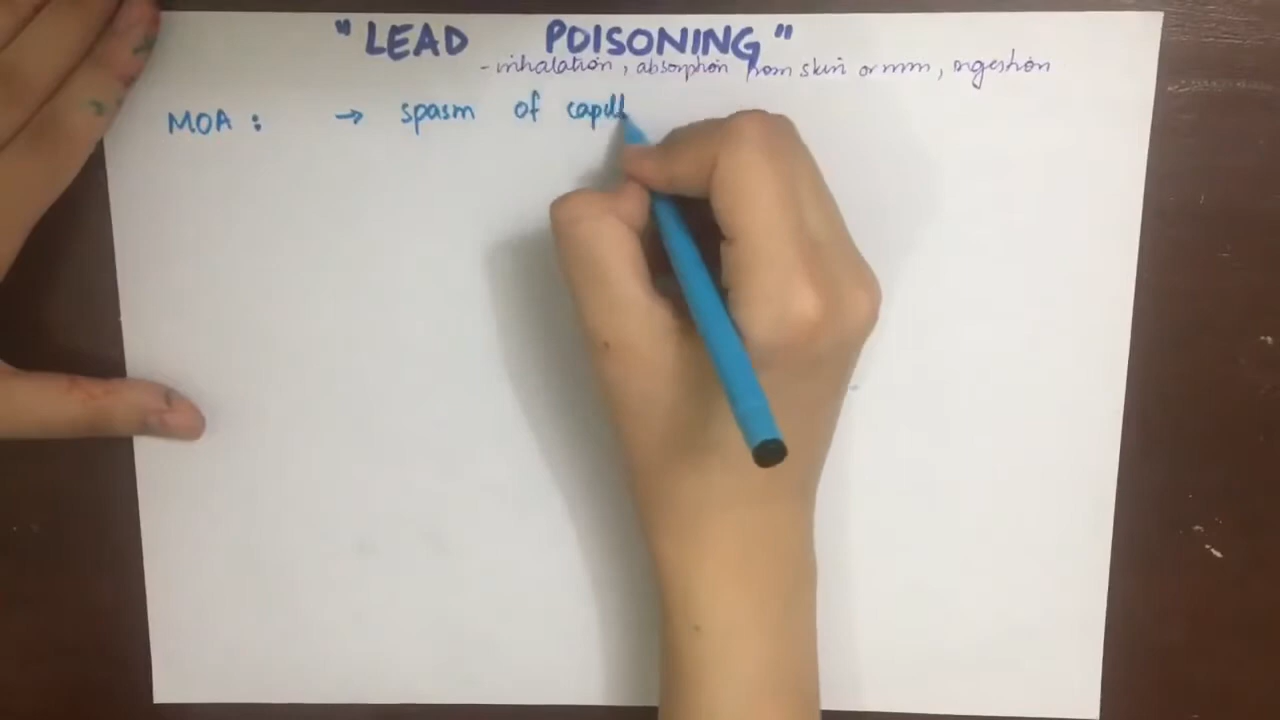 "LEAD POISONING"
- inhalation, absorption from skin or mm, ingestion
MOA : → spasm of capill